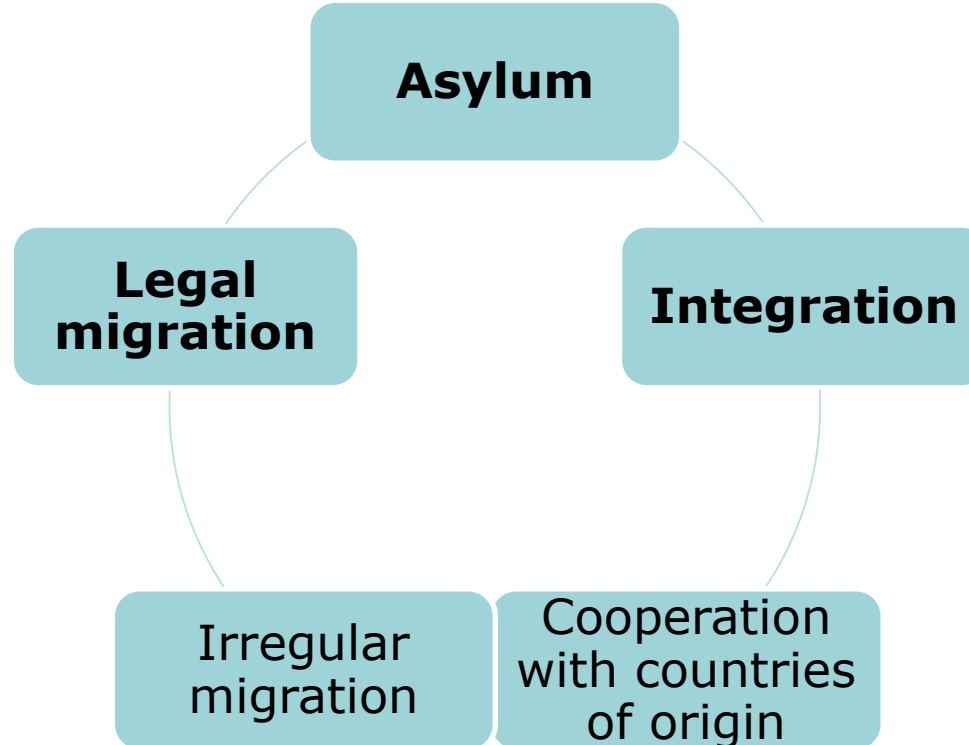 Asylum
Legal
migration
Integration
Irregular
migration
Cooperation
with countries
of origin